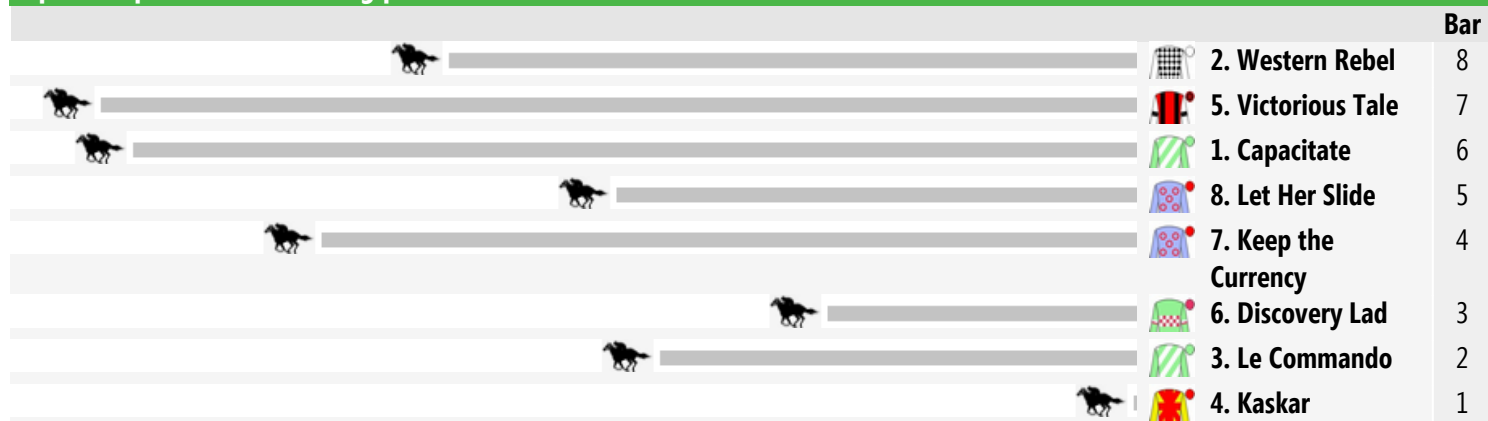 Bar
2. Western Rebel 8
5. Victorious Tale 7
1. Capacitate 6
8. Let Her Slide 5
7. Keep the 4
Currency
6. Discovery Lad 3
3. Le Commando 2
4. Kaskar 1